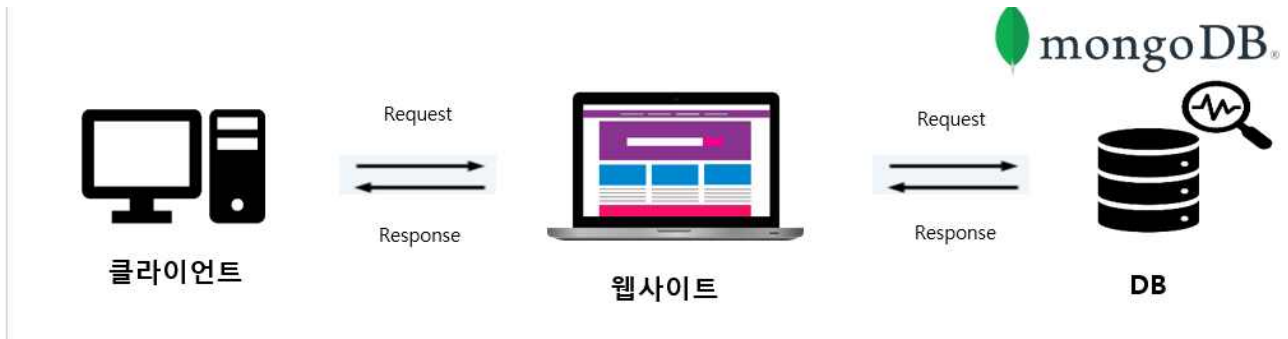 mongoDB®
Request
Request
Response
Response
클라이언트
웹사이트
DB